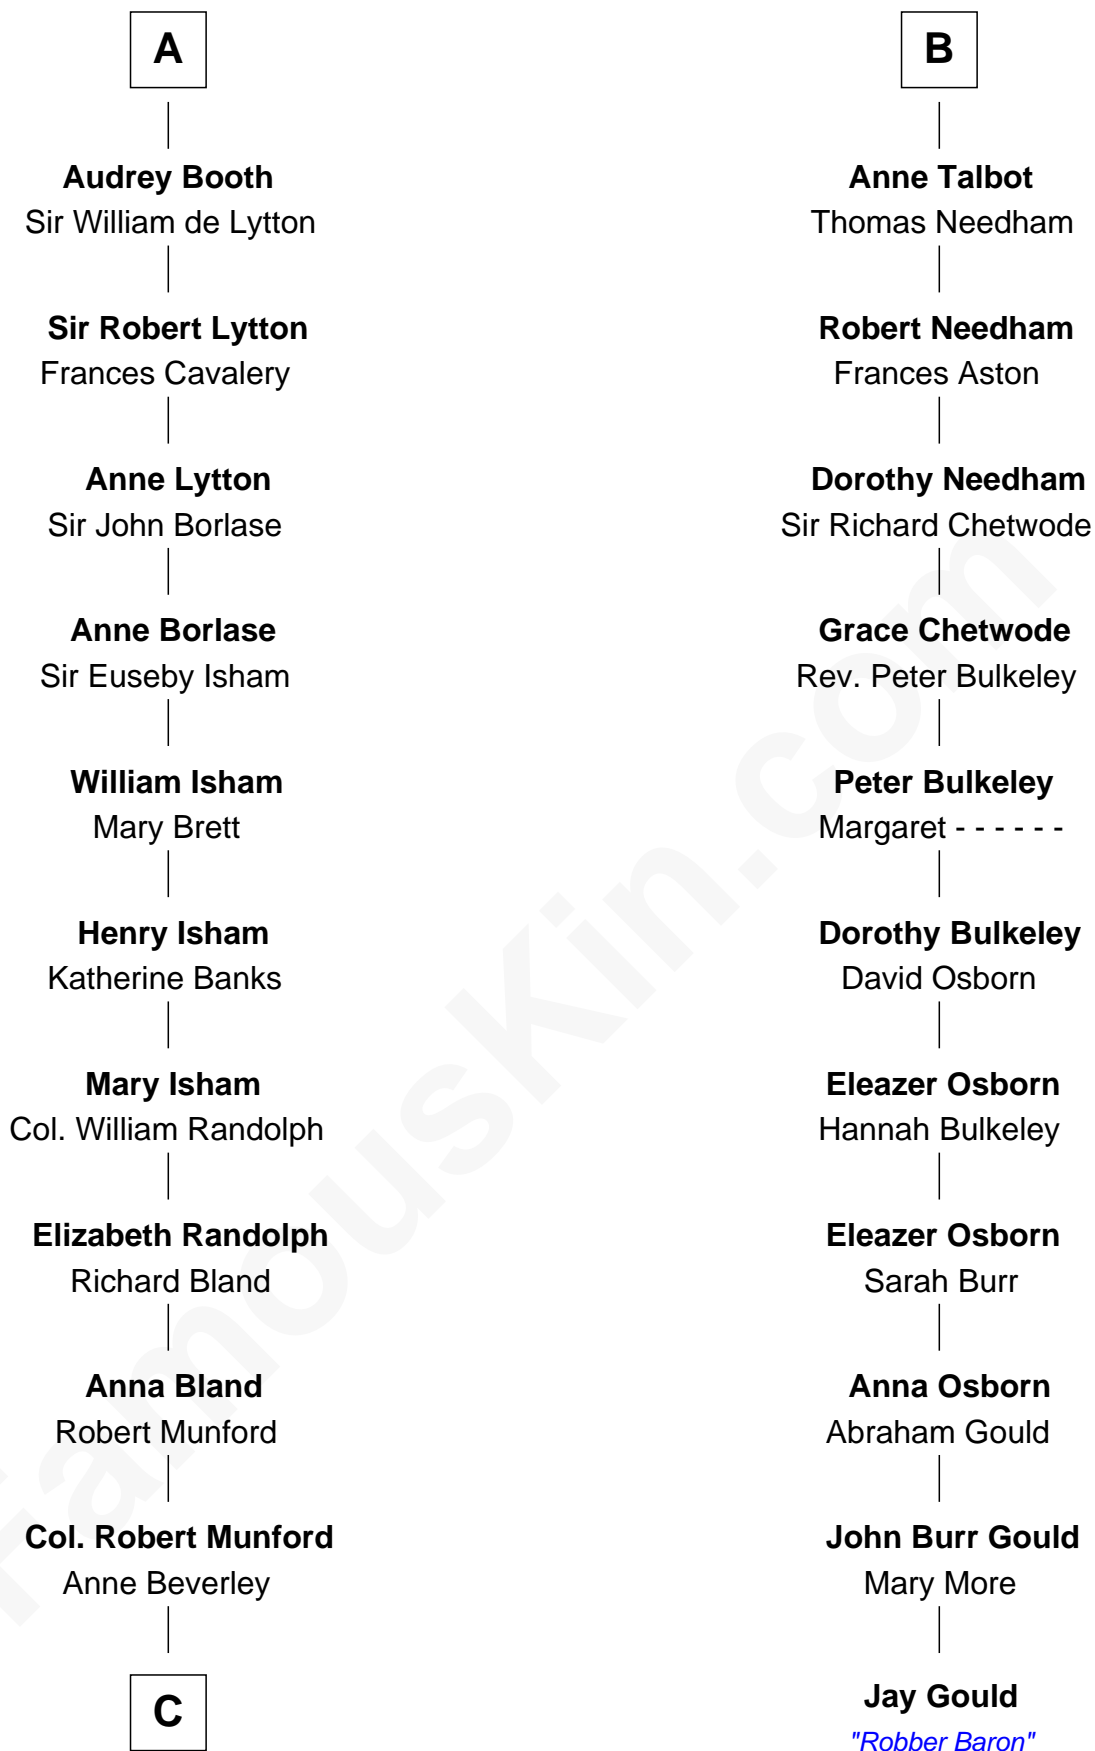 A
Audrey Booth
Sir William de Lytton
Sir Robert Lytton
Frances Cavalery
Anne Lytton
Sir John Borlase
Anne Borlase
Sir Euseby Isham
William Isham
Mary Brett
Henry Isham
Katherine Banks
Mary Isham
Col. William Randolph
Elizabeth Randolph
Richard Bland
Anna Bland
Robert Munford
Col. Robert Munford
Anne Beverley
C
B
Anne Talbot
Thomas Needham
Robert Needham
Frances Aston
Dorothy Needham
Sir Richard Chetwode
Grace Chetwode
Rev. Peter Bulkeley
Peter Bulkeley
Margaret - - - - - -
Dorothy Bulkeley
David Osborn
Eleazer Osborn
Hannah Bulkeley
Eleazer Osborn
Sarah Burr
Anna Osborn
Abraham Gould
John Burr Gould
Mary More
Jay Gould
"Robber Baron"
FamousKin.com